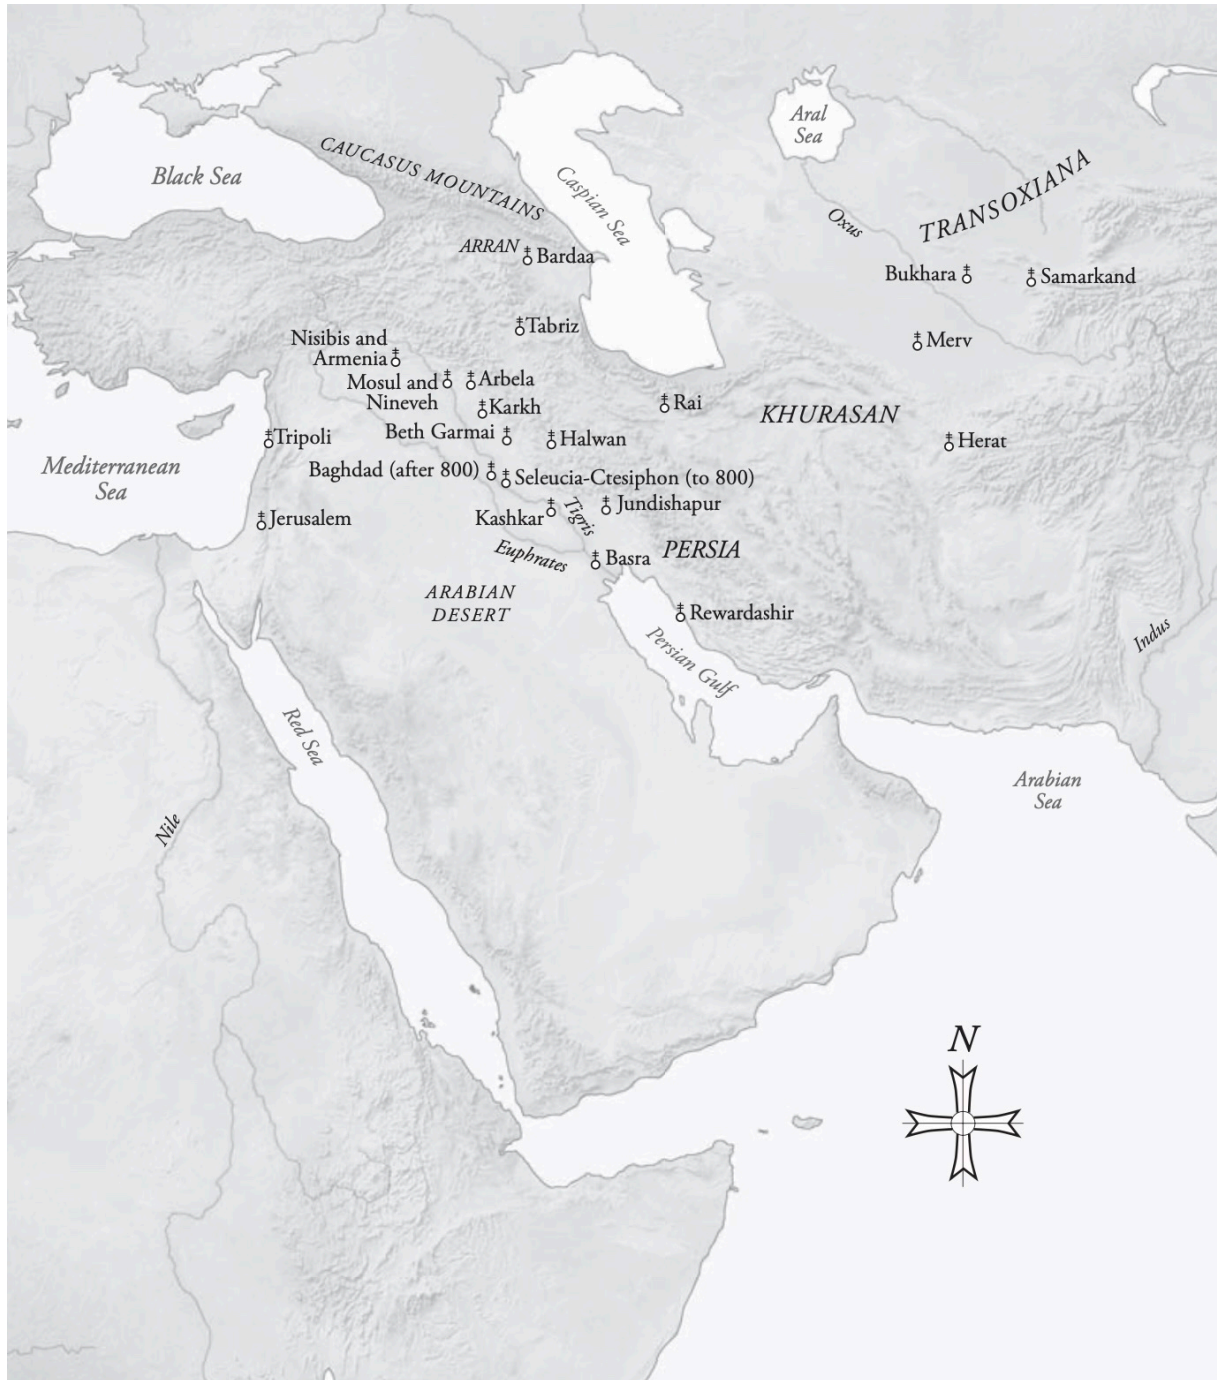 Aral
Sea
CAUCASUS MOUNTAINS
Black Sea
Caspian Sea
TRANSOXIANA
Oxus
ARRAN
Bardaa
Bukhara
Samarkand
Tabriz
Merv
Nisibis and
Armenia
Mosul and
Nineveh
Arbela
Karkh
Rai
KHURASAN
Beth Garmai
Halwan
Herat
Tripoli
Mediterranean
Sea
Baghdad (after 800)
Seleucia-Ctesiphon (to 800)
Jerusalem
Kashkar
Tigris
Jundishapur
Euphrates
Basra
PERSIA
ARABIAN
DESERT
Rewardashir
Persian Gulf
Indus
Red Sea
Arabian
Sea
Nile
N